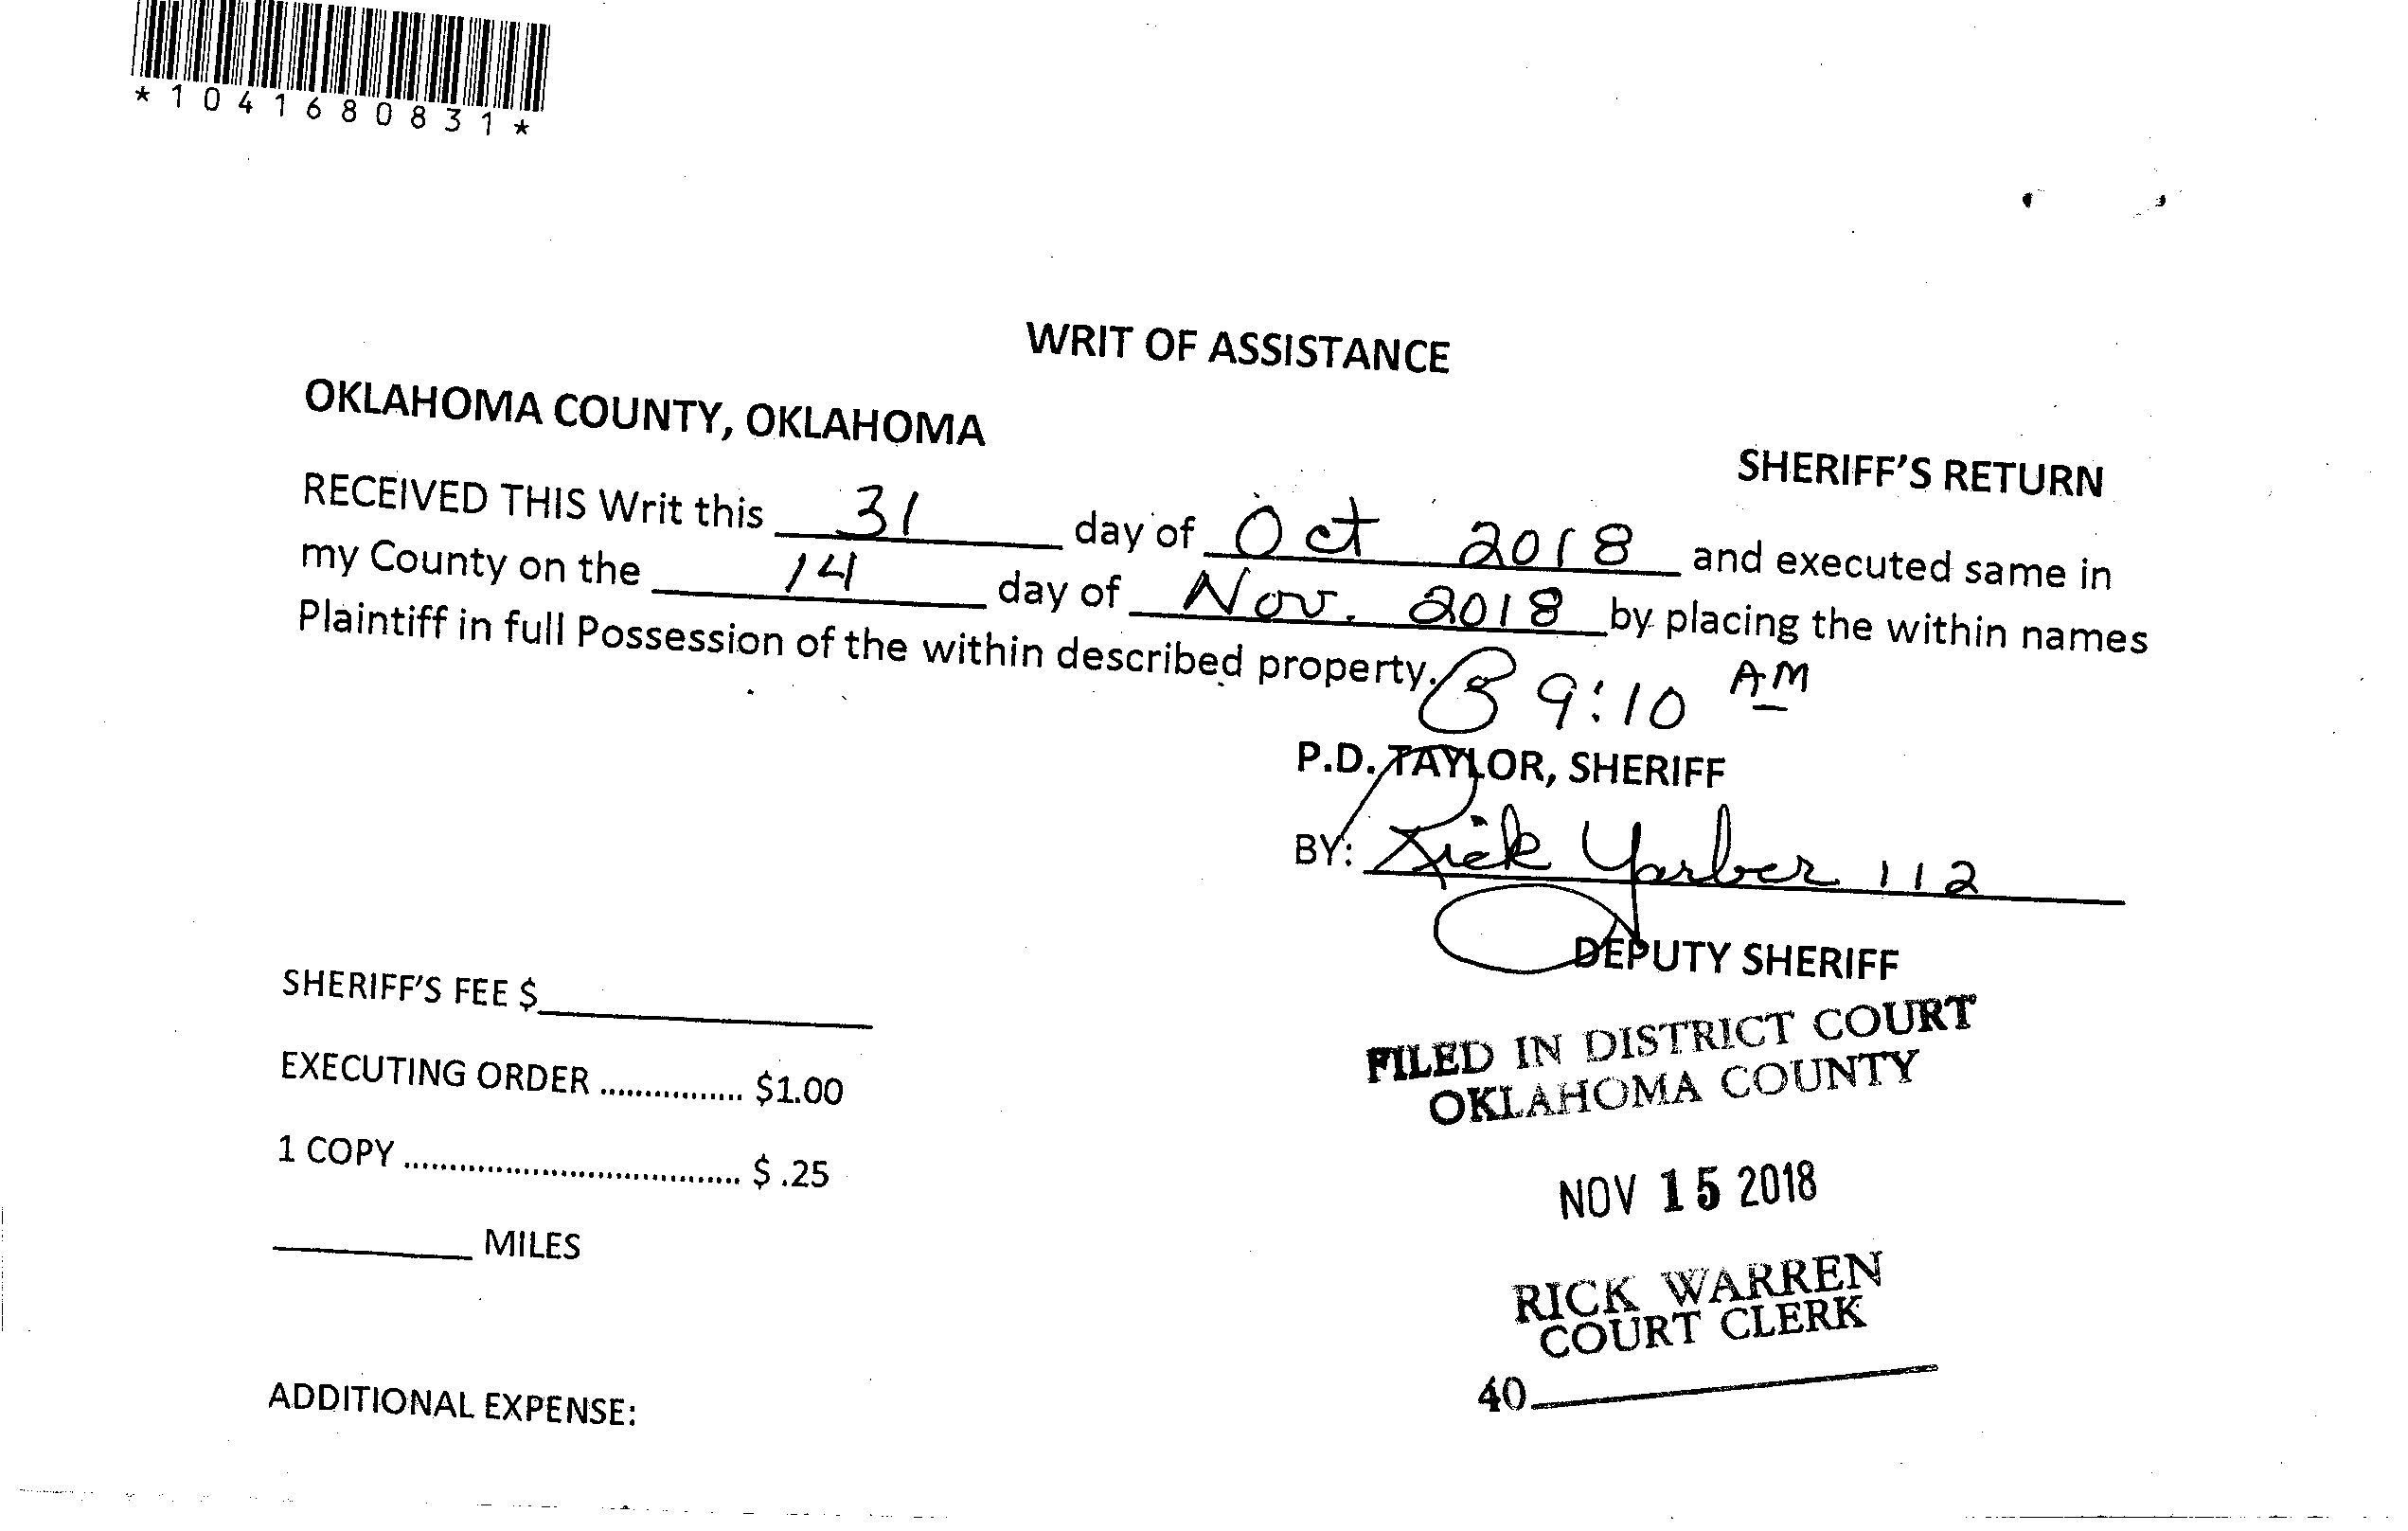 *1041680831*
WRIT OF ASSISTANCE
OKLAHOMA COUNTY, OKLAHOMA
SHERIFF'S RETURN
RECEIVED THIS Writ this 31 day of Oct 2018 and executed same in
my County on the 14 day of Nov. 2018 by placing the within names
Plaintiff in full Possession of the within described property. @ 9:10 AM
P.D. TAYLOR, SHERIFF
BY: Rick Yarber 112
DEPUTY SHERIFF
SHERIFF'S FEE $
EXECUTING ORDER ................ $1.00
1 COPY ..................................... $ .25
MILES
ADDITIONAL EXPENSE:
FILED IN DISTRICT COURT
OKLAHOMA COUNTY
NOV 15 2018
RICK WARREN
COURT CLERK
40